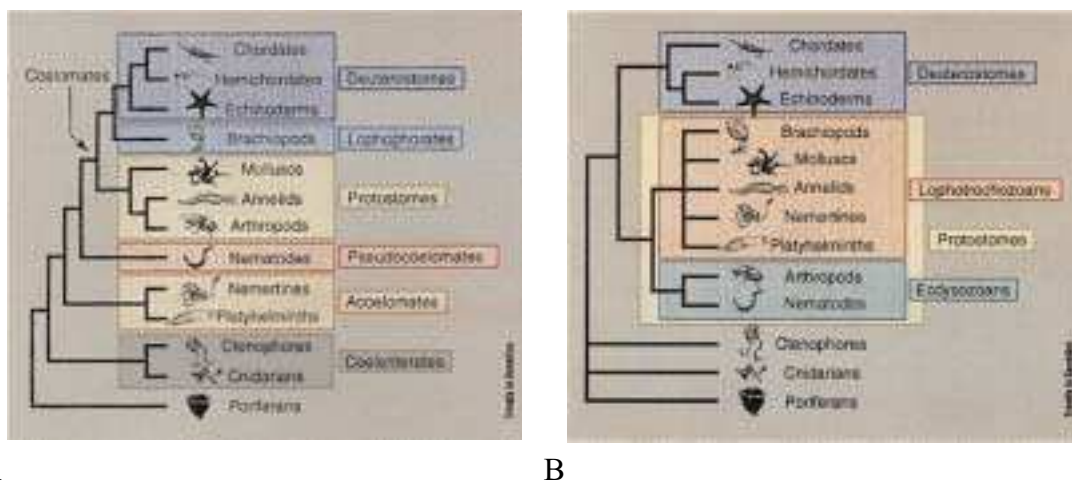 Chordates
Coelomates
Hemichordates
Deuterostomes
Echinoderms
Brachiopods
Lophophorates
Molluscs
Annelids
Protostomes
Arthropods
Nematodes
Pseudocoelomates
Nemertines
Acoelomates
Platyhelminths
Ctenophores
Coelenterates
Cnidarians
Poriferans
Chordates
Hemichordates
Deuterostomes
Echinoderms
Brachiopods
Molluscs
Annelids
Lophotrochozoans
Nemertines
Protostomes
Platyhelminths
Arthropods
Ecdysozoans
Nematodes
Ctenophores
Cnidarians
Poriferans
B